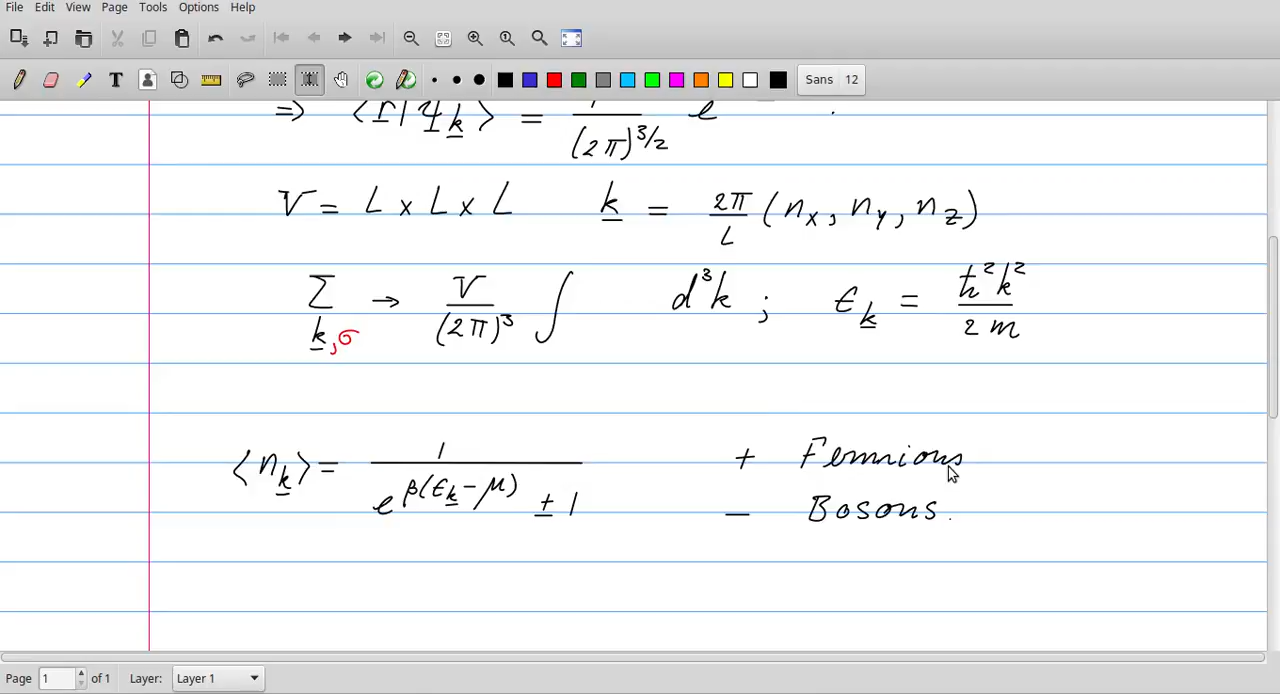 File Edit View Page Tools Options Help
Sans 12
⇒ ⟨r|Ψ_k⟩ = 1/(2π)^{3/2} e .
V = L x L x L k = 2π/L (n_x, n_y, n_z)
Σ_{k,σ} → V/(2π)^3 ∫ d^3k ; ϵ_k = ħ^2k^2/2m
⟨n_k⟩ = 1/(e^{β(ϵ_k-μ)} ± 1) + Fermions
− Bosons.
Page 1 of 1 Layer: Layer 1